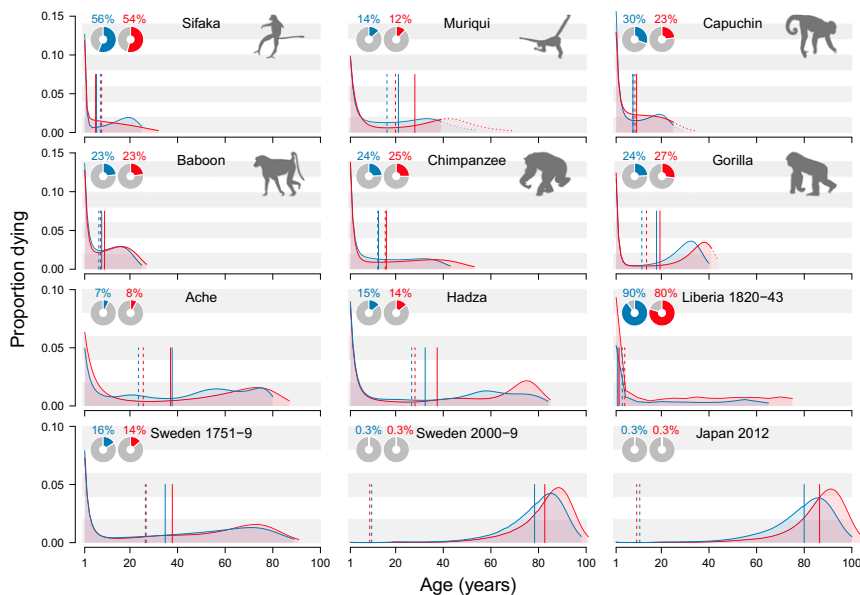 Proportion dying
56% 54% Sifaka
14% 12% Muriqui
30% 23% Capuchin
0.15
0.10
0.05
0.00
23% 23% Baboon
24% 25% Chimpanzee
24% 27% Gorilla
0.15
0.10
0.05
0.00
7% 8% Ache
15% 14% Hadza
90% 80% Liberia 1820−43
0.10
0.05
0.00
16% 14% Sweden 1751−9
0.3% 0.3% Sweden 2000−9
0.3% 0.3% Japan 2012
0.10
0.05
0.00
1 20 40 60 80 100 1 20 40 60 80 100 1 20 40 60 80 100
Age (years)